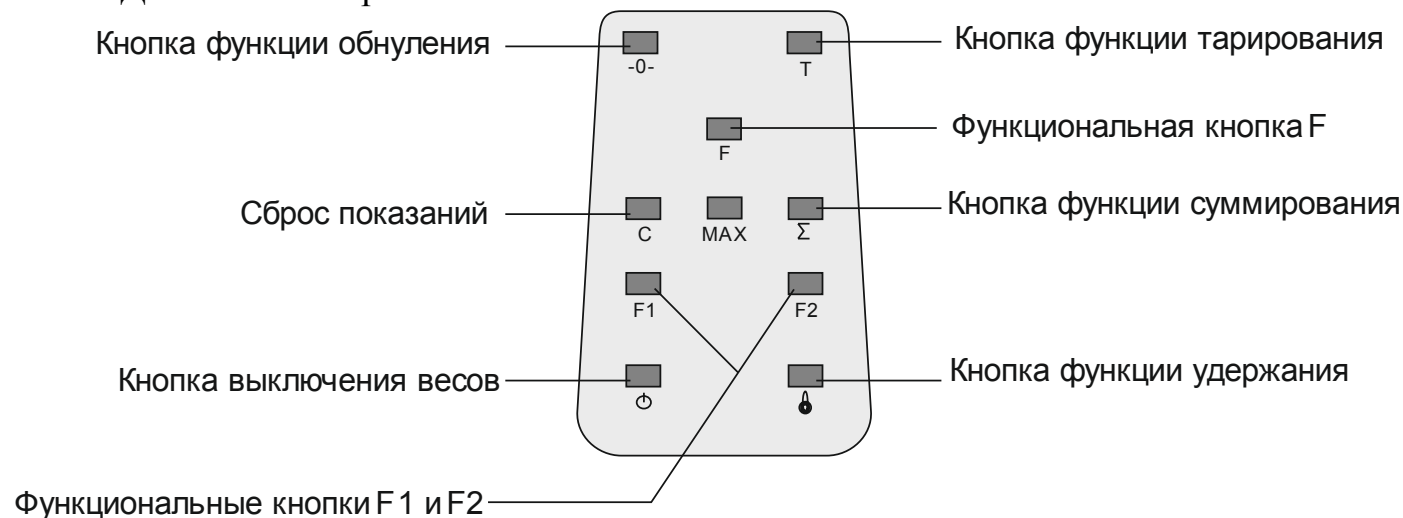 Кнопка функции обнуления
Кнопка функции тарирования
-0-
T
Функциональная кнопка F
F
Сброс показаний
Кнопка функции суммирования
C
MAX
Σ
F1
F2
Кнопка выключения весов
Кнопка функции удержания
Функциональные кнопки F1 и F2